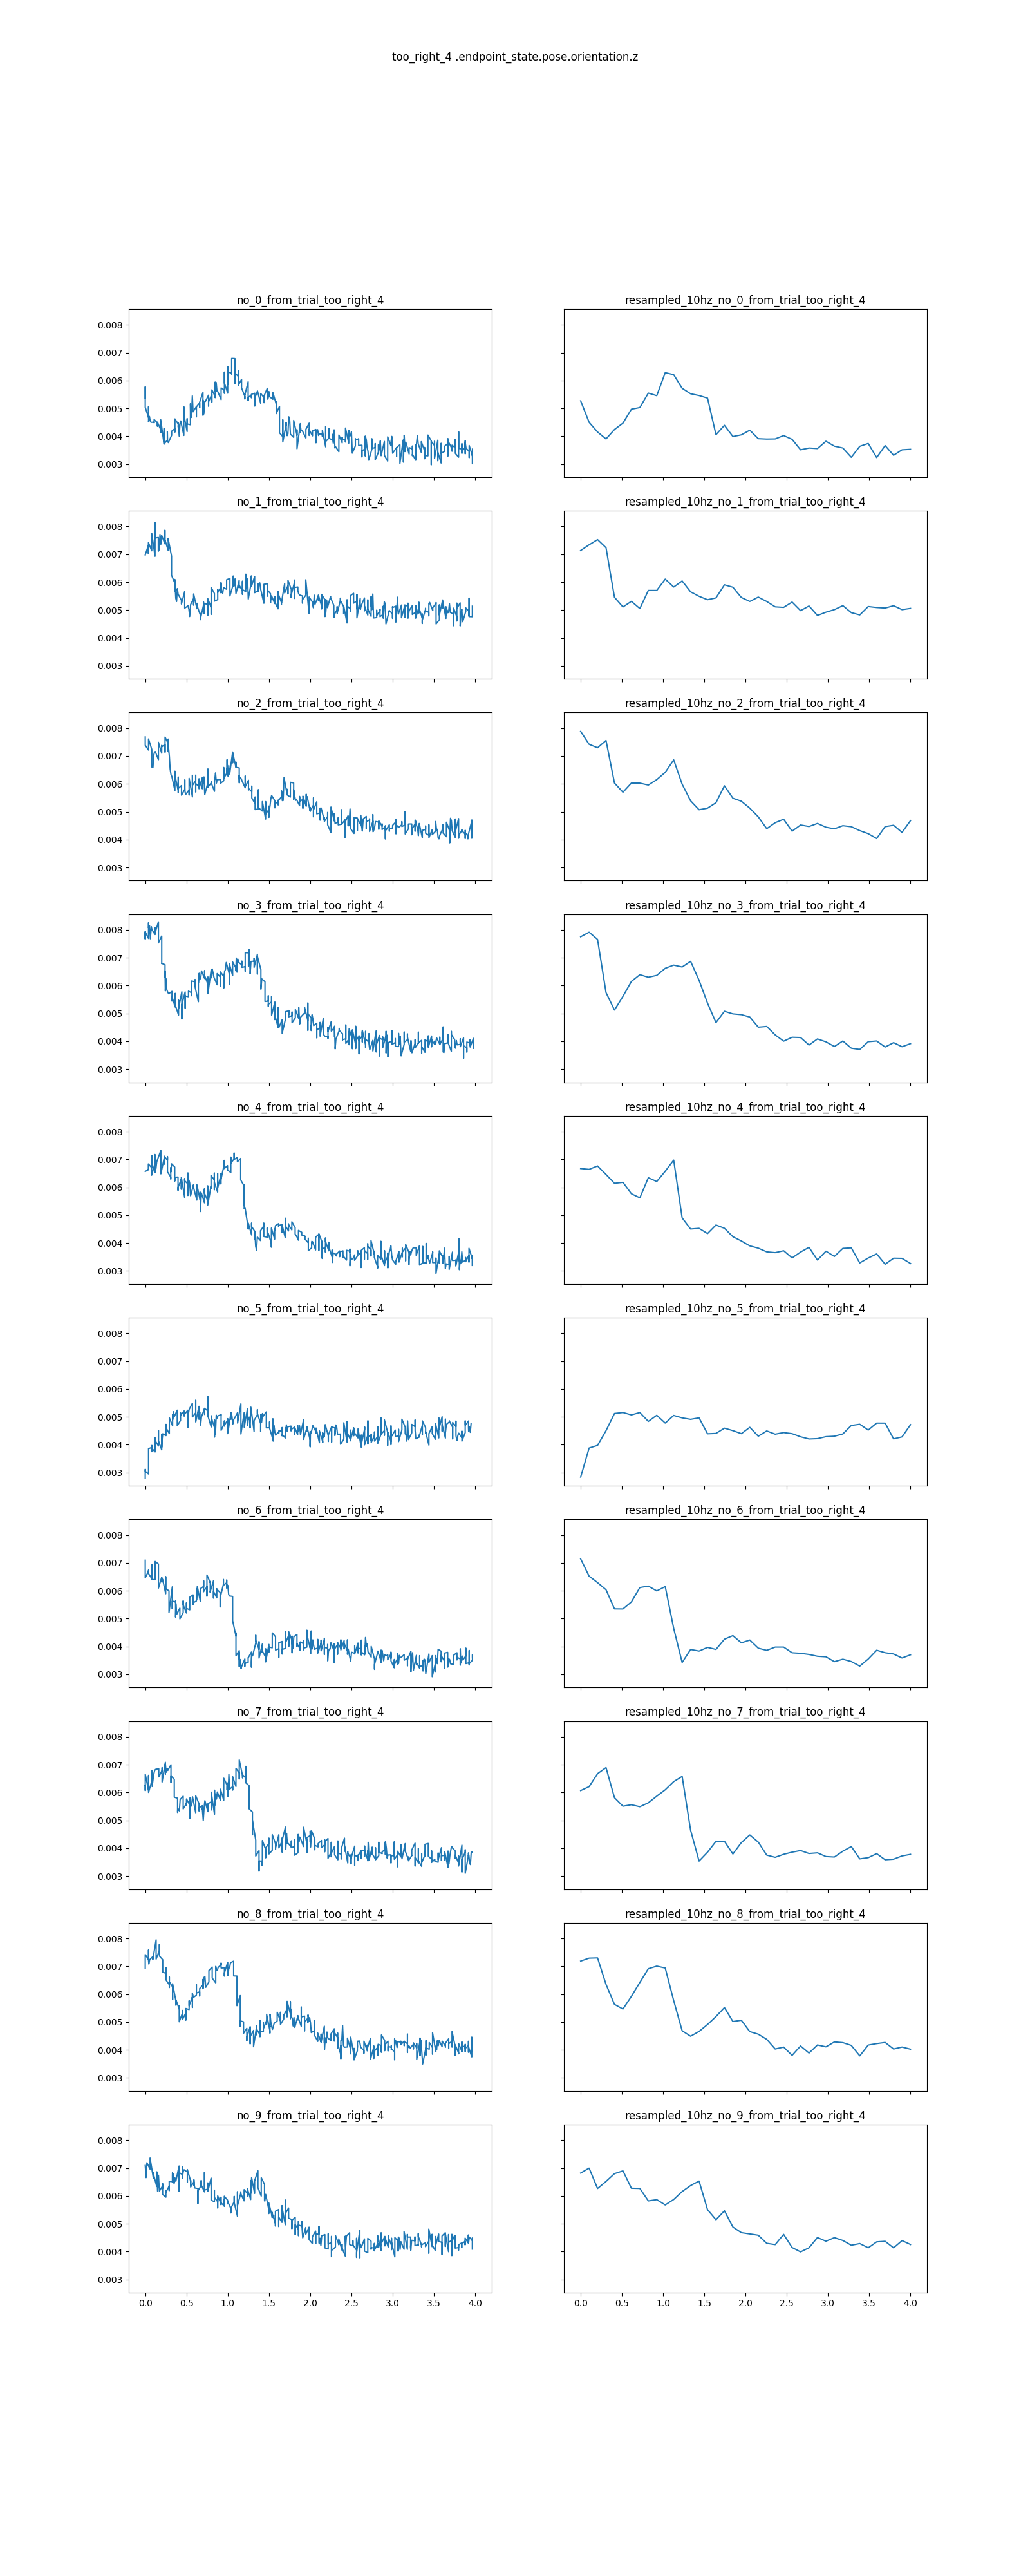 too_right_4 .endpoint_state.pose.orientation.z
no_0_from_trial_too_right_4
resampled_10hz_no_0_from_trial_too_right_4
0.008
0.007
0.006
0.005
0.004
0.003
no_1_from_trial_too_right_4
resampled_10hz_no_1_from_trial_too_right_4
0.008
0.007
0.006
0.005
0.004
0.003
no_2_from_trial_too_right_4
resampled_10hz_no_2_from_trial_too_right_4
0.008
0.007
0.006
0.005
0.004
0.003
no_3_from_trial_too_right_4
resampled_10hz_no_3_from_trial_too_right_4
0.008
0.007
0.006
0.005
0.004
0.003
no_4_from_trial_too_right_4
resampled_10hz_no_4_from_trial_too_right_4
0.008
0.007
0.006
0.005
0.004
0.003
no_5_from_trial_too_right_4
resampled_10hz_no_5_from_trial_too_right_4
0.008
0.007
0.006
0.005
0.004
0.003
no_6_from_trial_too_right_4
resampled_10hz_no_6_from_trial_too_right_4
0.008
0.007
0.006
0.005
0.004
0.003
no_7_from_trial_too_right_4
resampled_10hz_no_7_from_trial_too_right_4
0.008
0.007
0.006
0.005
0.004
0.003
no_8_from_trial_too_right_4
resampled_10hz_no_8_from_trial_too_right_4
0.008
0.007
0.006
0.005
0.004
0.003
no_9_from_trial_too_right_4
resampled_10hz_no_9_from_trial_too_right_4
0.008
0.007
0.006
0.005
0.004
0.003
0.0 0.5 1.0 1.5 2.0 2.5 3.0 3.5 4.0
0.0 0.5 1.0 1.5 2.0 2.5 3.0 3.5 4.0